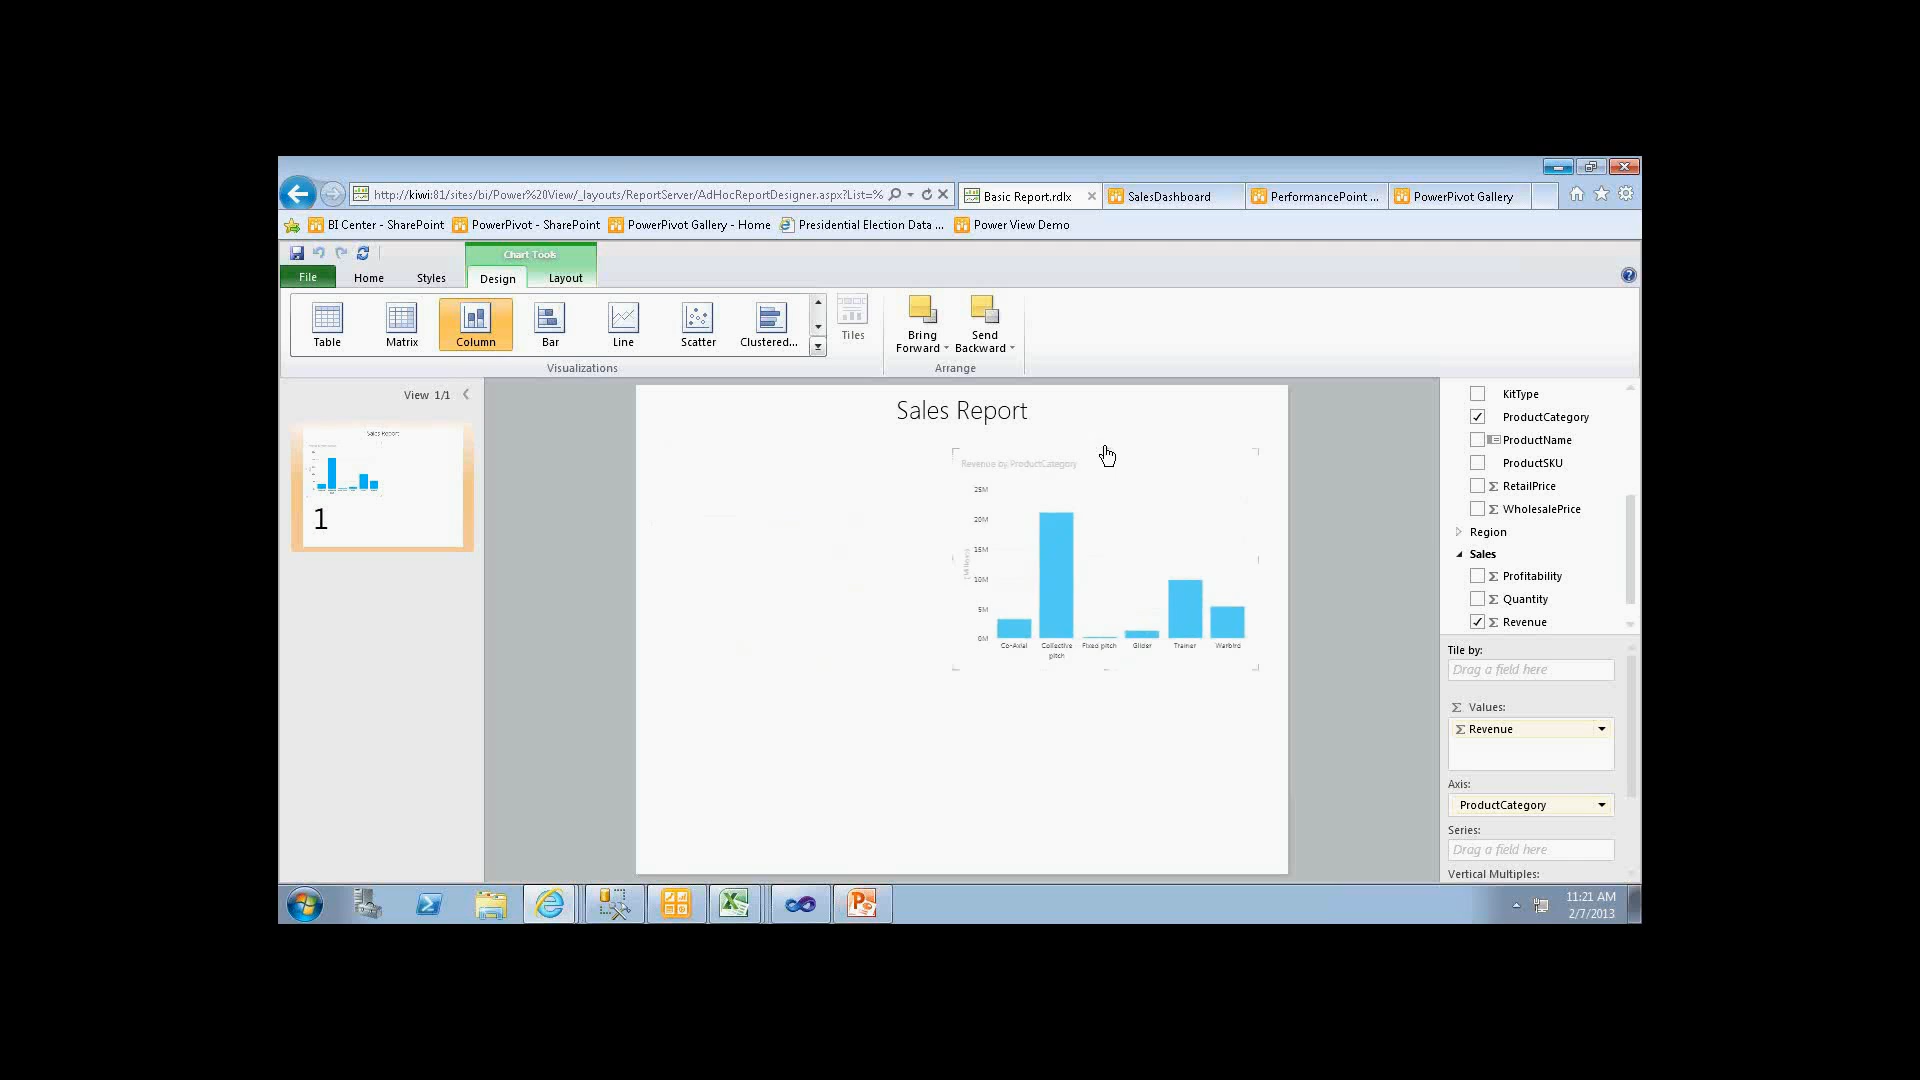 http://kiwi:81/sites/bi/Power%20View/_layouts/ReportServer/AdHocReportDesigner.aspx?List=%
Basic Report.rdlx
SalesDashboard
PerformancePoint ...
PowerPivot Gallery
BI Center - SharePoint
PowerPivot - SharePoint
PowerPivot Gallery - Home
Presidential Election Data ...
Power View Demo
Chart Tools
File
Home
Styles
Design
Layout
Table
Matrix
Column
Bar
Line
Scatter
Clustered...
Tiles
Bring Forward
Send Backward
Visualizations
Arrange
View 1/1
Sales Report
1
Sales Report
Revenue by ProductCategory
25M
20M
15M
10M
5M
0M
Co-Axial
Collective pitch
Fixed pitch
Glider
Trainer
Warbird
KitType
ProductCategory
ProductName
ProductSKU
RetailPrice
WholesalePrice
Region
Sales
Profitability
Quantity
Revenue
Tile by:
Drag a field here
Σ Values:
Σ Revenue
Axis:
ProductCategory
Series:
Drag a field here
Vertical Multiples:
11:21 AM
2/7/2013